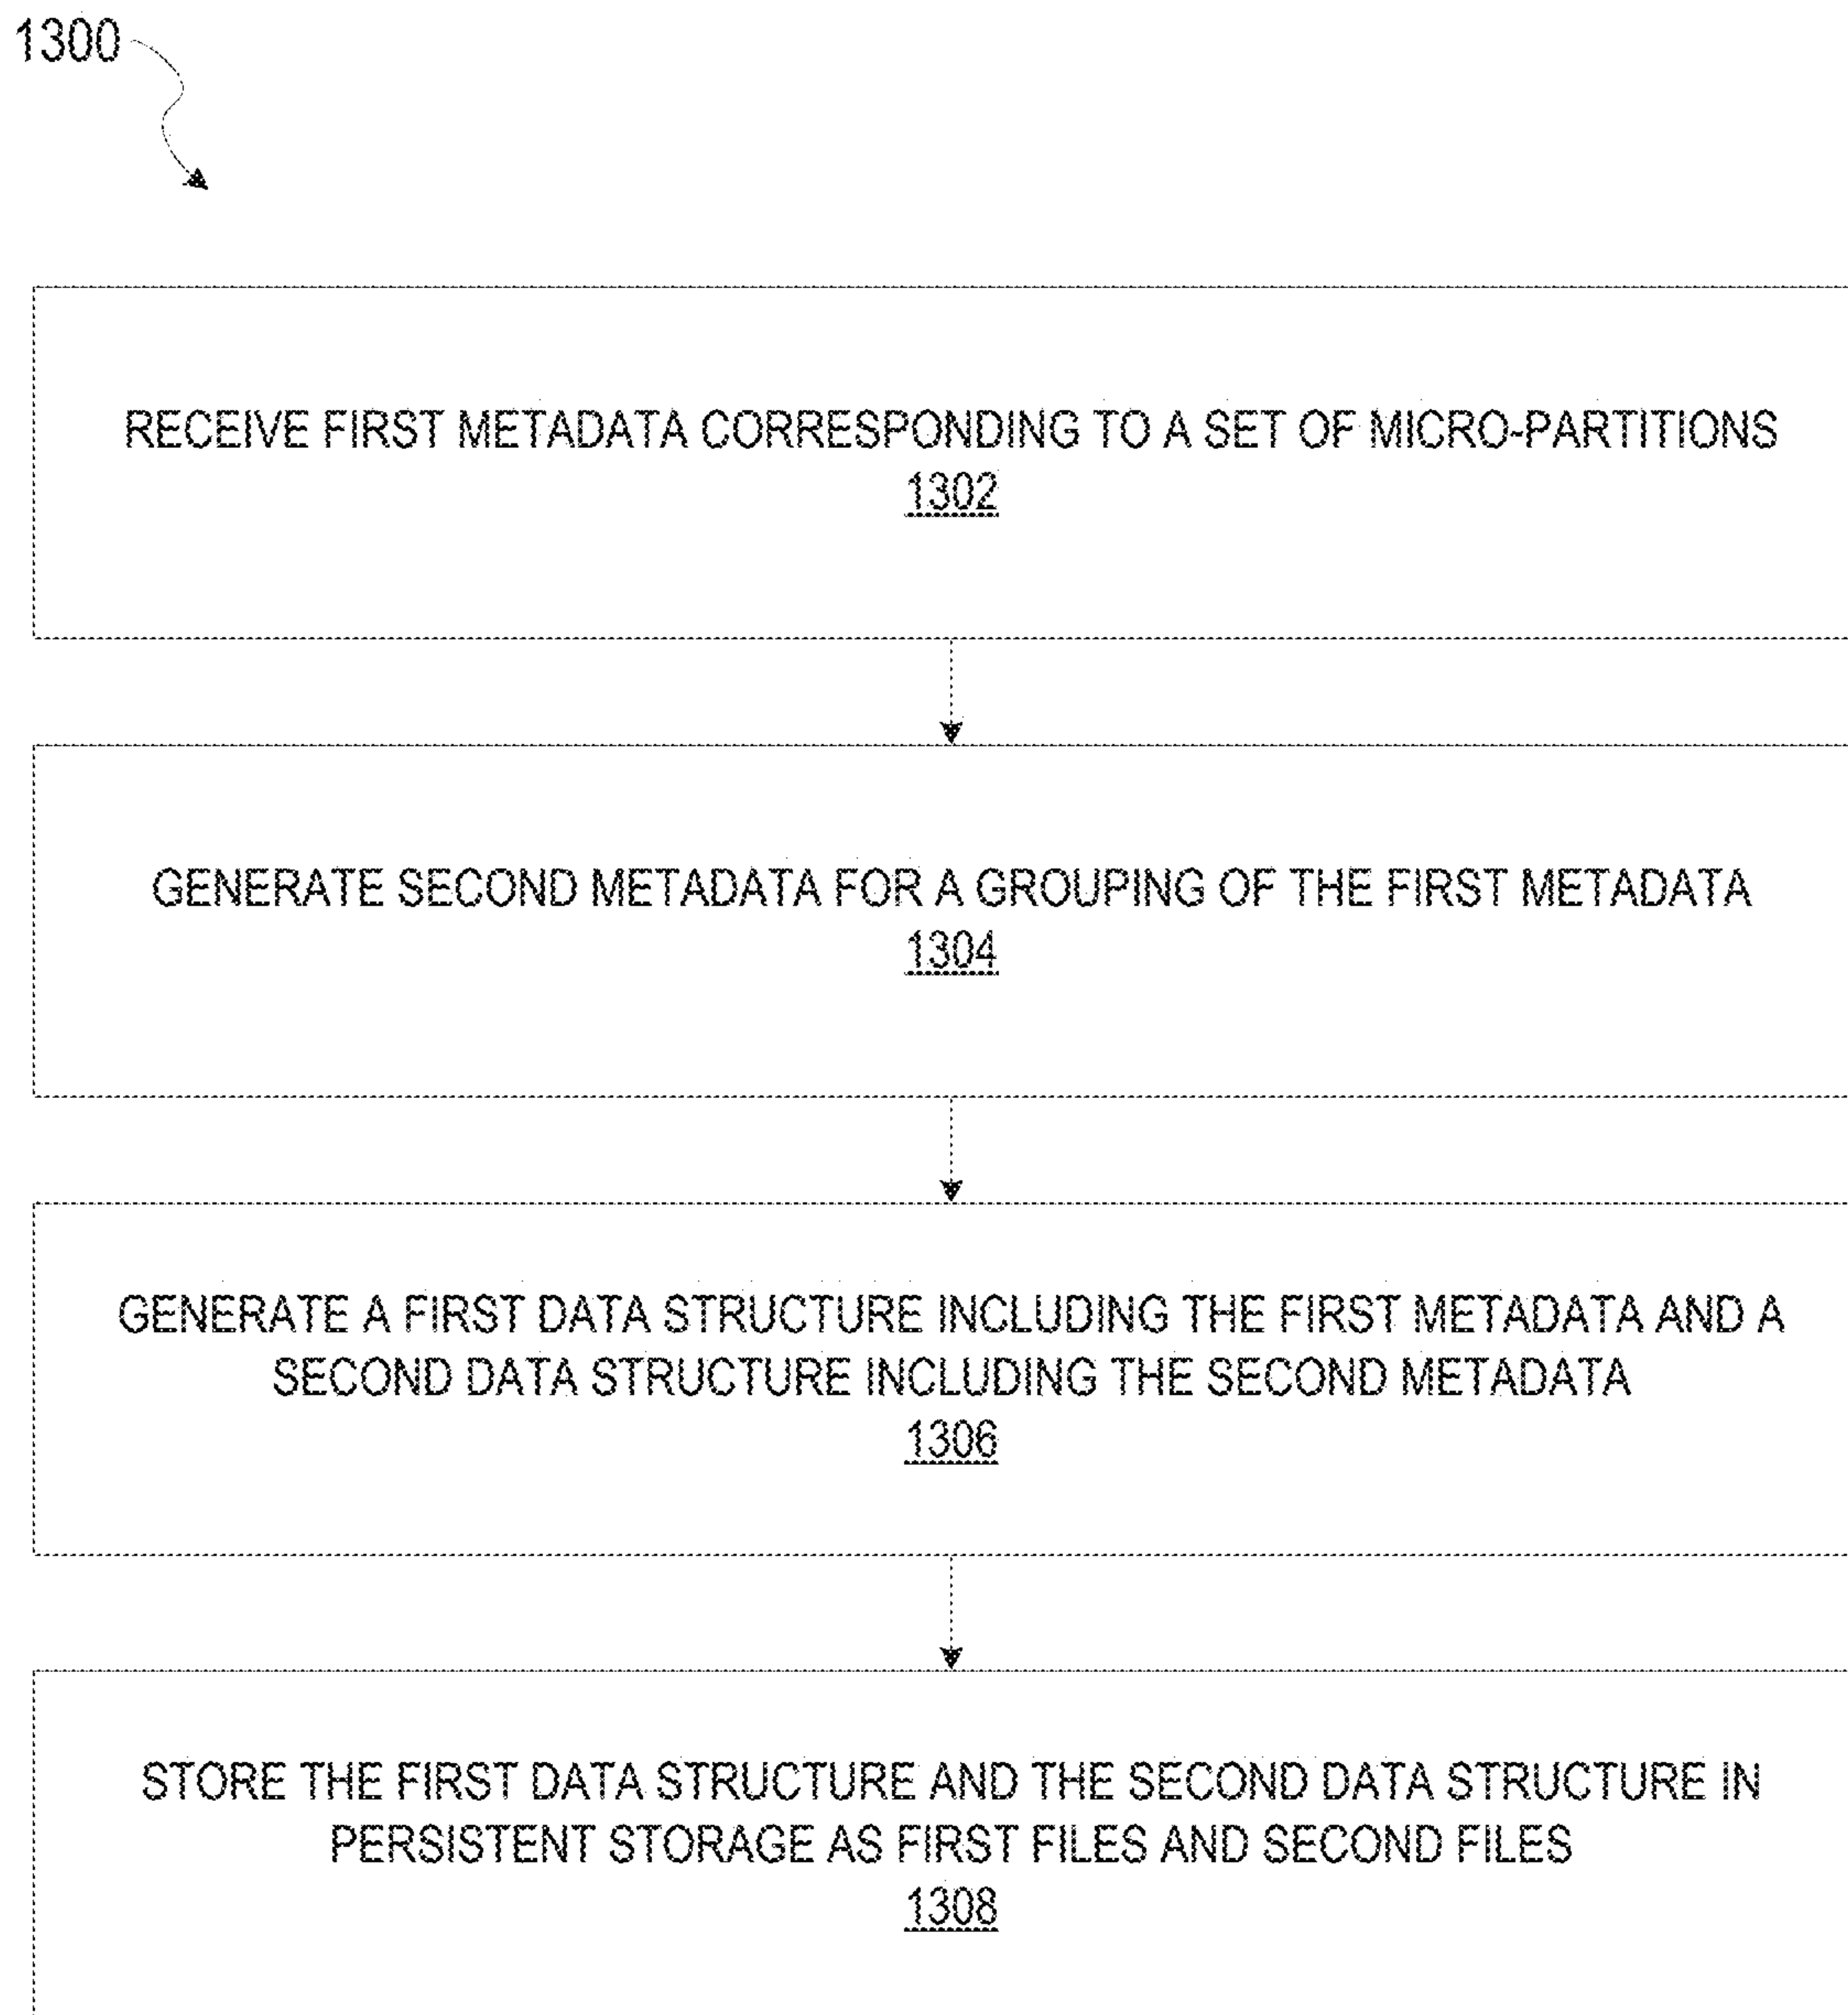 1300
RECEIVE FIRST METADATA CORRESPONDING TO A SET OF MICRO-PARTITIONS
1302
GENERATE SECOND METADATA FOR A GROUPING OF THE FIRST METADATA
1304
GENERATE A FIRST DATA STRUCTURE INCLUDING THE FIRST METADATA AND A
SECOND DATA STRUCTURE INCLUDING THE SECOND METADATA
1306
STORE THE FIRST DATA STRUCTURE AND THE SECOND DATA STRUCTURE IN
PERSISTENT STORAGE AS FIRST FILES AND SECOND FILES
1308